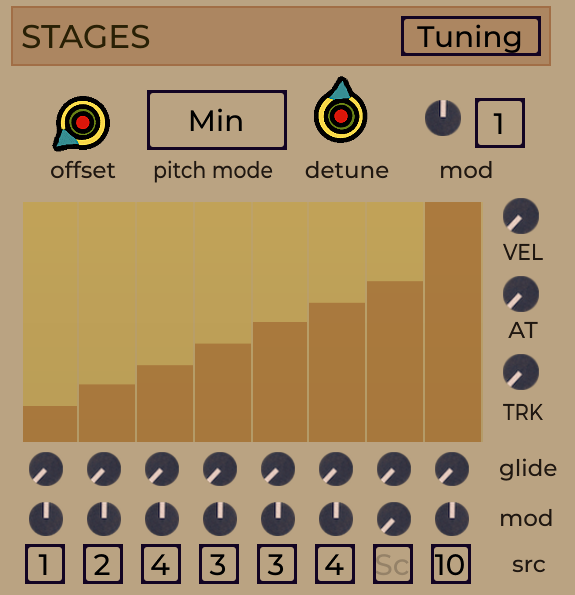 STAGES Tuning
Min 1
offset pitch mode detune mod
VEL
AT
TRK
glide
mod
1 2 4 3 3 4 Sc 10 src